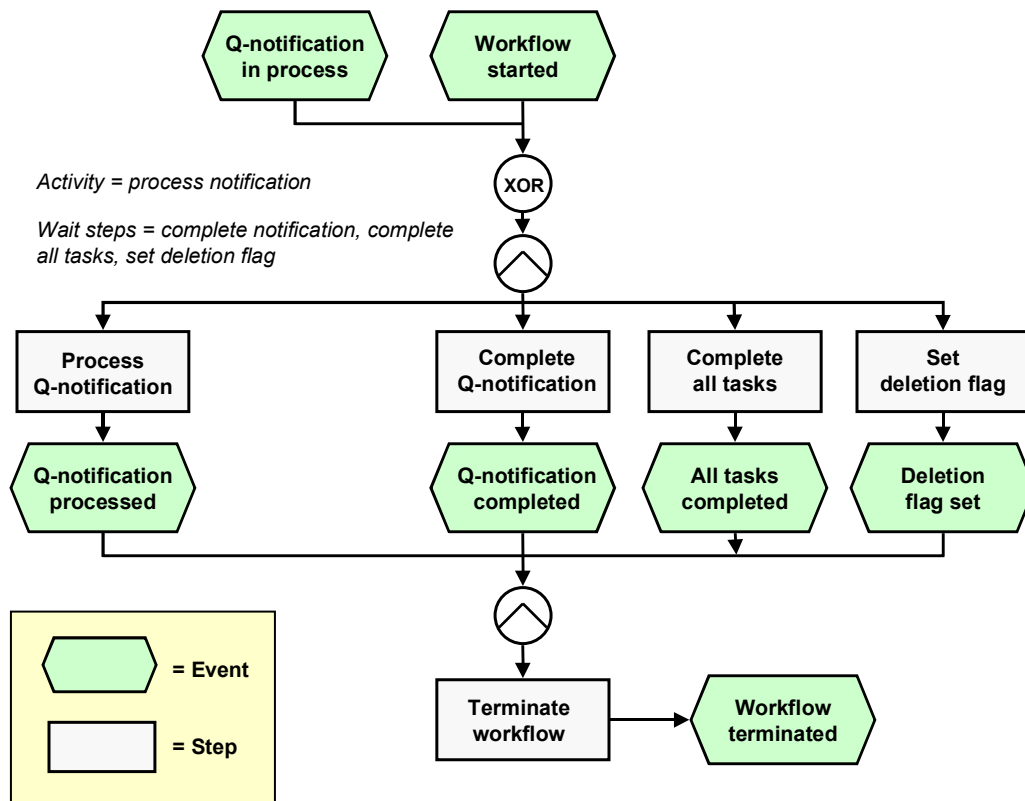 Q-notification
in process
Workflow
started
XOR
Activity = process notification
Wait steps = complete notification, complete
all tasks, set deletion flag
Process
Q-notification
Complete
Q-notification
Complete
all tasks
Set
deletion flag
Q-notification
processed
Q-notification
completed
All tasks
completed
Deletion
flag set
= Event
= Step
Terminate
workflow
Workflow
terminated